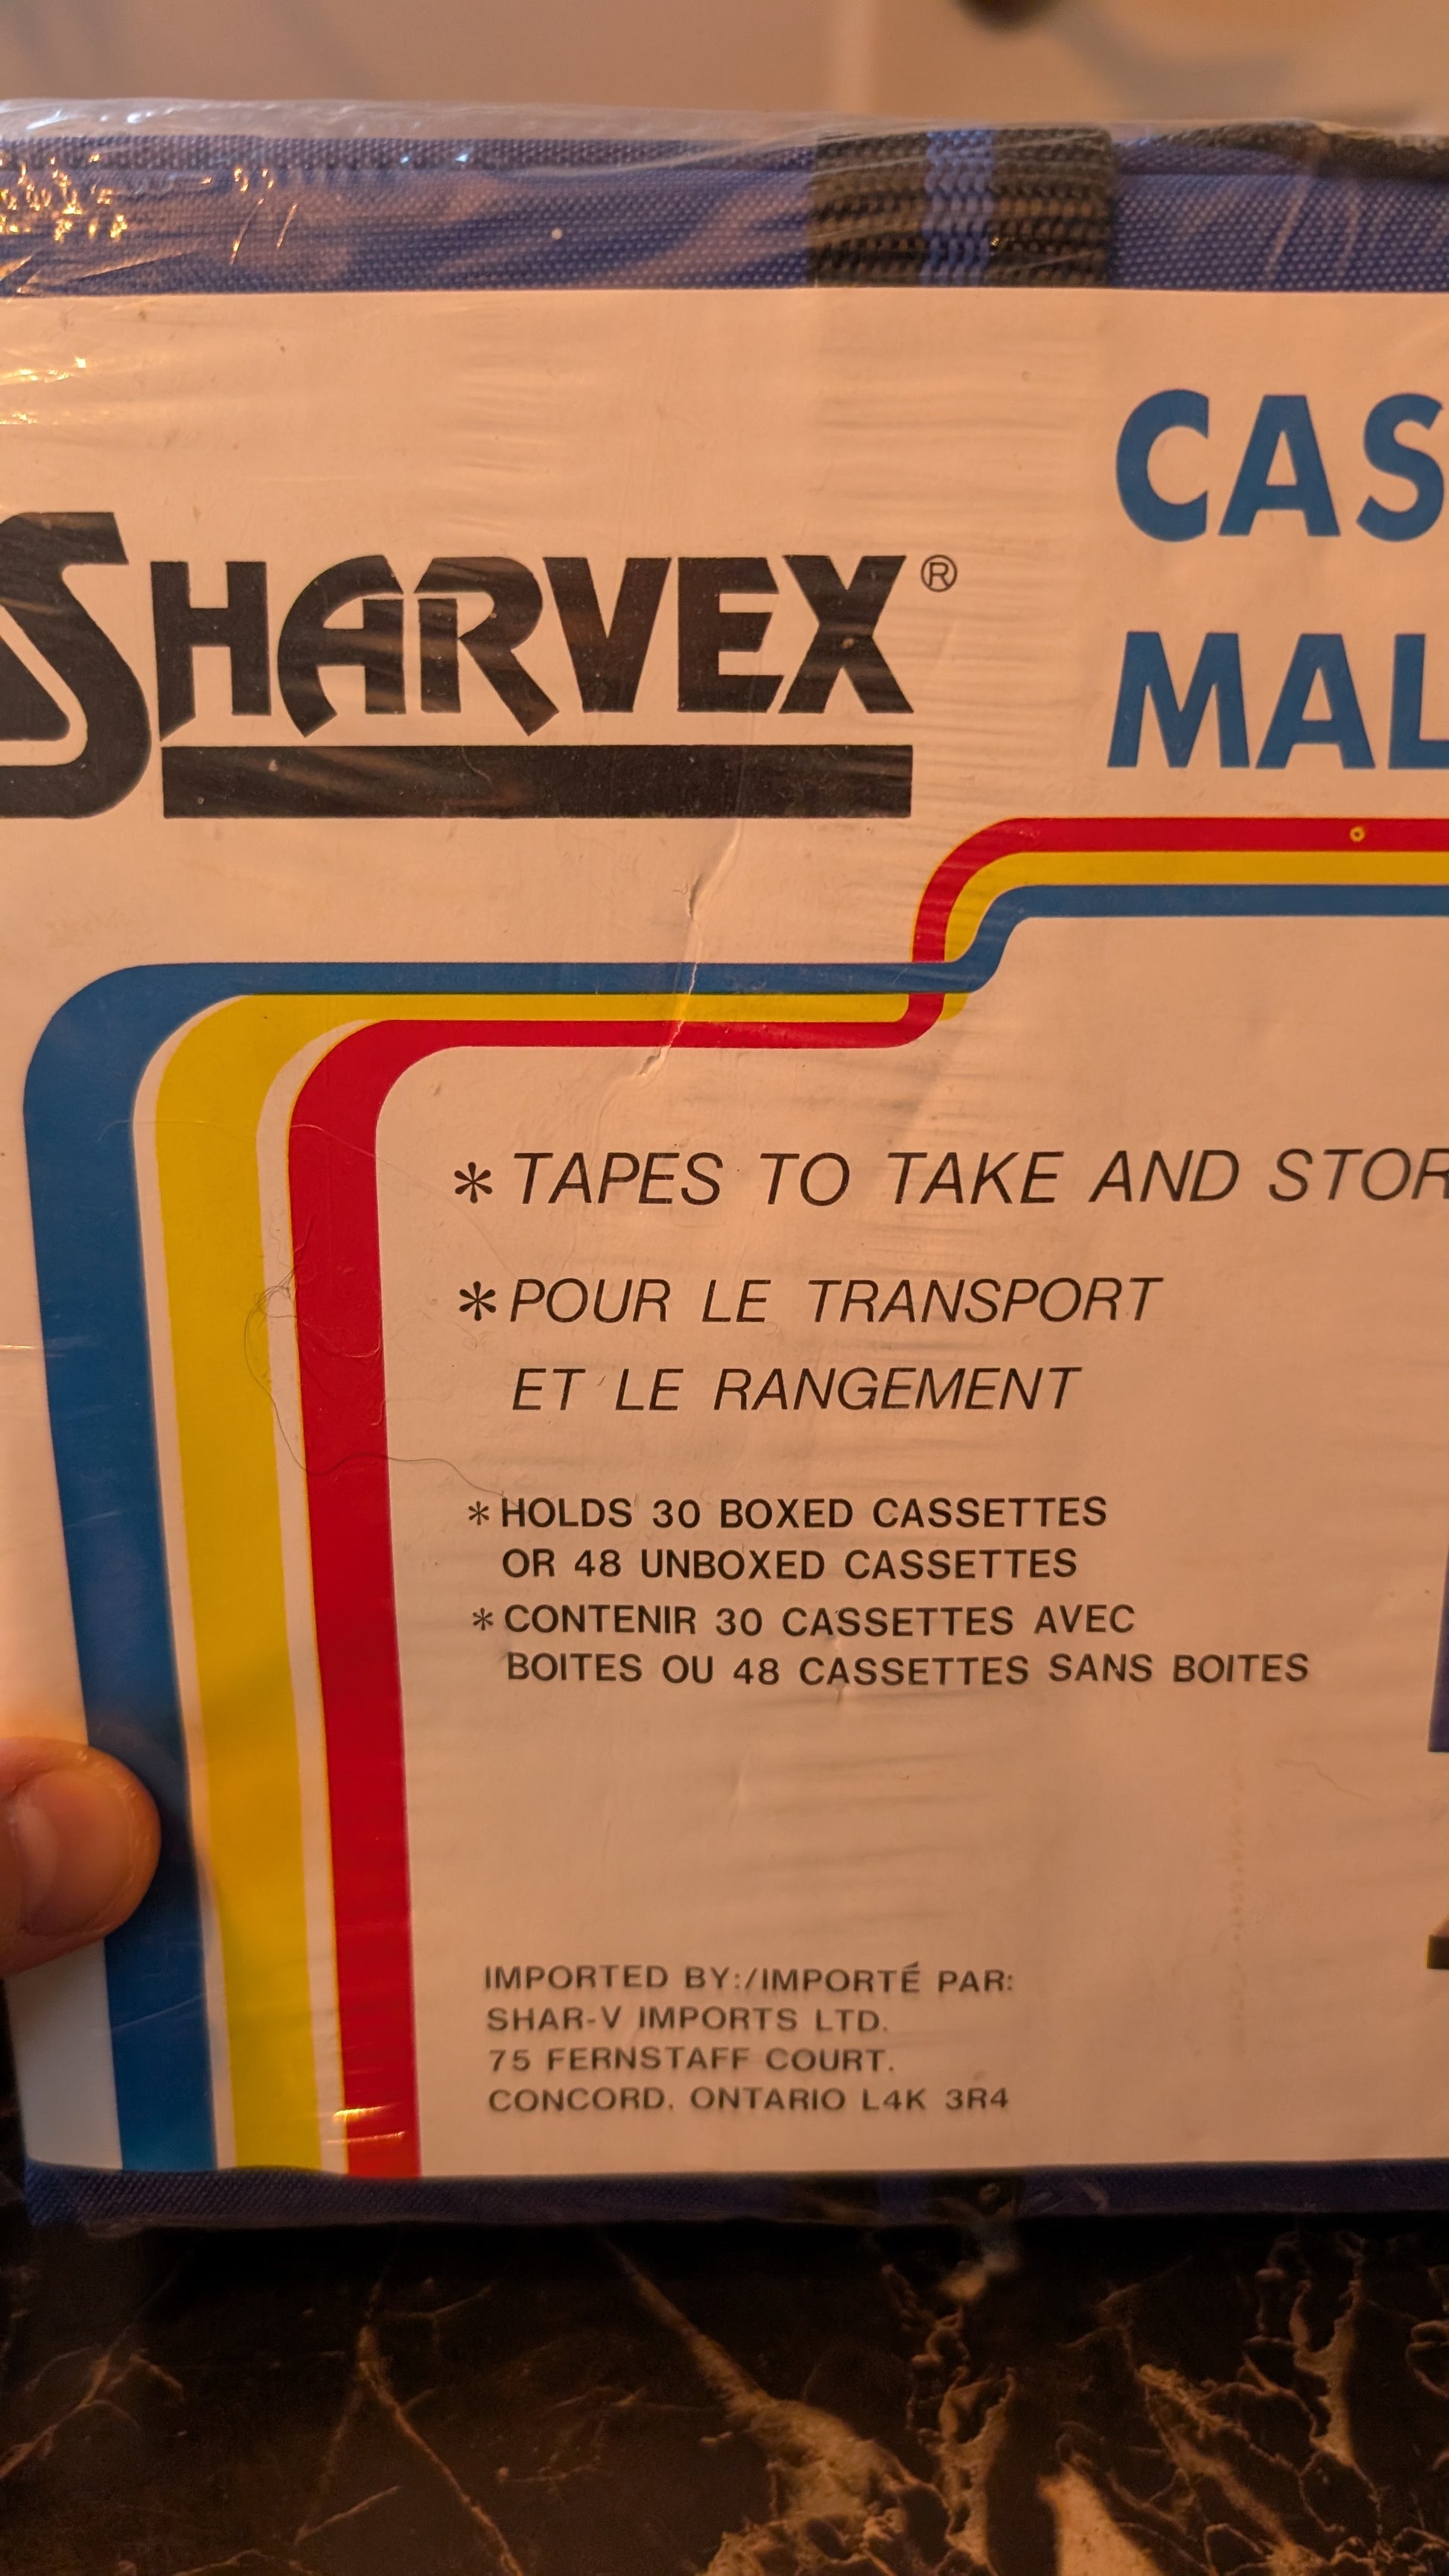 SHARVEX®
CAS
MAL
* TAPES TO TAKE AND STOR
* POUR LE TRANSPORT
ET LE RANGEMENT
* HOLDS 30 BOXED CASSETTES
OR 48 UNBOXED CASSETTES
* CONTENIR 30 CASSETTES AVEC
BOITES OU 48 CASSETTES SANS BOITES
IMPORTED BY:/IMPORTÉ PAR:
SHAR-V IMPORTS LTD.
75 FERNSTAFF COURT.
CONCORD, ONTARIO L4K 3R4